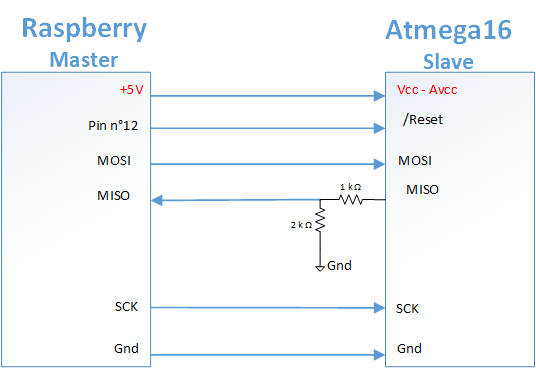 Raspberry
Master
Atmega16
Slave
+5V
Vcc - Avcc
Pin n°12
/Reset
MOSI
MOSI
MISO
1 kΩ
MISO
2 kΩ
Gnd
SCK
SCK
Gnd
Gnd